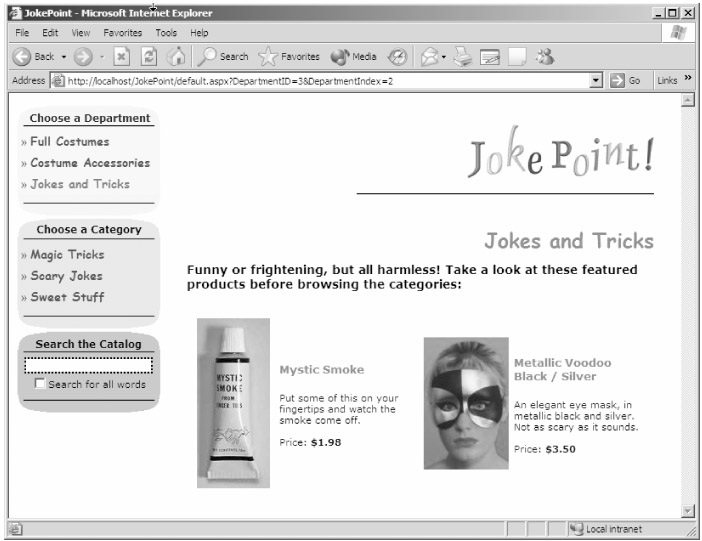 JokePoint - Microsoft Internet Explorer
File Edit View Favorites Tools Help
Back Search Favorites Media
Address http://localhost/JokePoint/default.aspx?DepartmentID=3&DepartmentIndex=2 Go Links »
Choose a Department
» Full Costumes
» Costume Accessories
» Jokes and Tricks
Choose a Category
» Magic Tricks
» Scary Jokes
» Sweet Stuff
Search the Catalog
Search for all words
Joke Point!
Jokes and Tricks
Funny or frightening, but all harmless! Take a look at these featured
products before browsing the categories:
MYSTIC
SMOKE
FROM
Mystic Smoke
Put some of this on your
fingertips and watch the
smoke come off.
Price: $1.98
Metallic Voodoo
Black / Silver
An elegant eye mask, in
metallic black and silver.
Not as scary as it sounds.
Price: $3.50
Local intranet